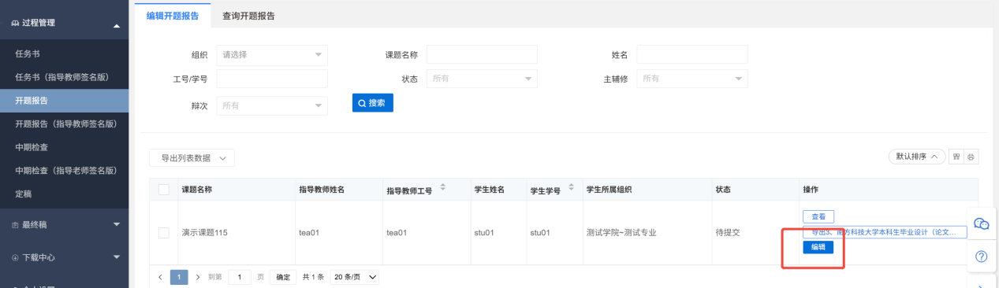 过程管理
任务书
任务书（指导教师签名版）
开题报告
开题报告（指导教师签名版）
中期检查
中期检查（指导老师签名版）
定稿
最终稿
下载中心
编辑开题报告 查询开题报告
组织 请选择 课题名称 姓名
工号/学号 状态 所有 主辅修 所有
辩次 所有 搜索
导出列表数据 默认排序
课题名称 指导教师姓名 指导教师工号 学生姓名 学生学号 学生所属组织 状态 操作
查看
演示课题115 tea01 tea01 stu01 stu01 测试学院~测试专业 待提交 导出3、南方科技大学本科生毕业设计（论文...
编辑
1 到第 1 页 确定 共 1 条 20 条/页